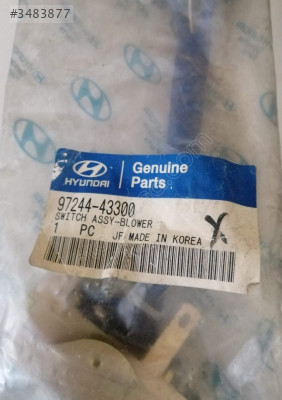 #3483877
HYUNDAI
Genuine
Parts
97244-43300
SWITCH ASSY-BLOWER
1 PC JF MADE IN KOREA
X